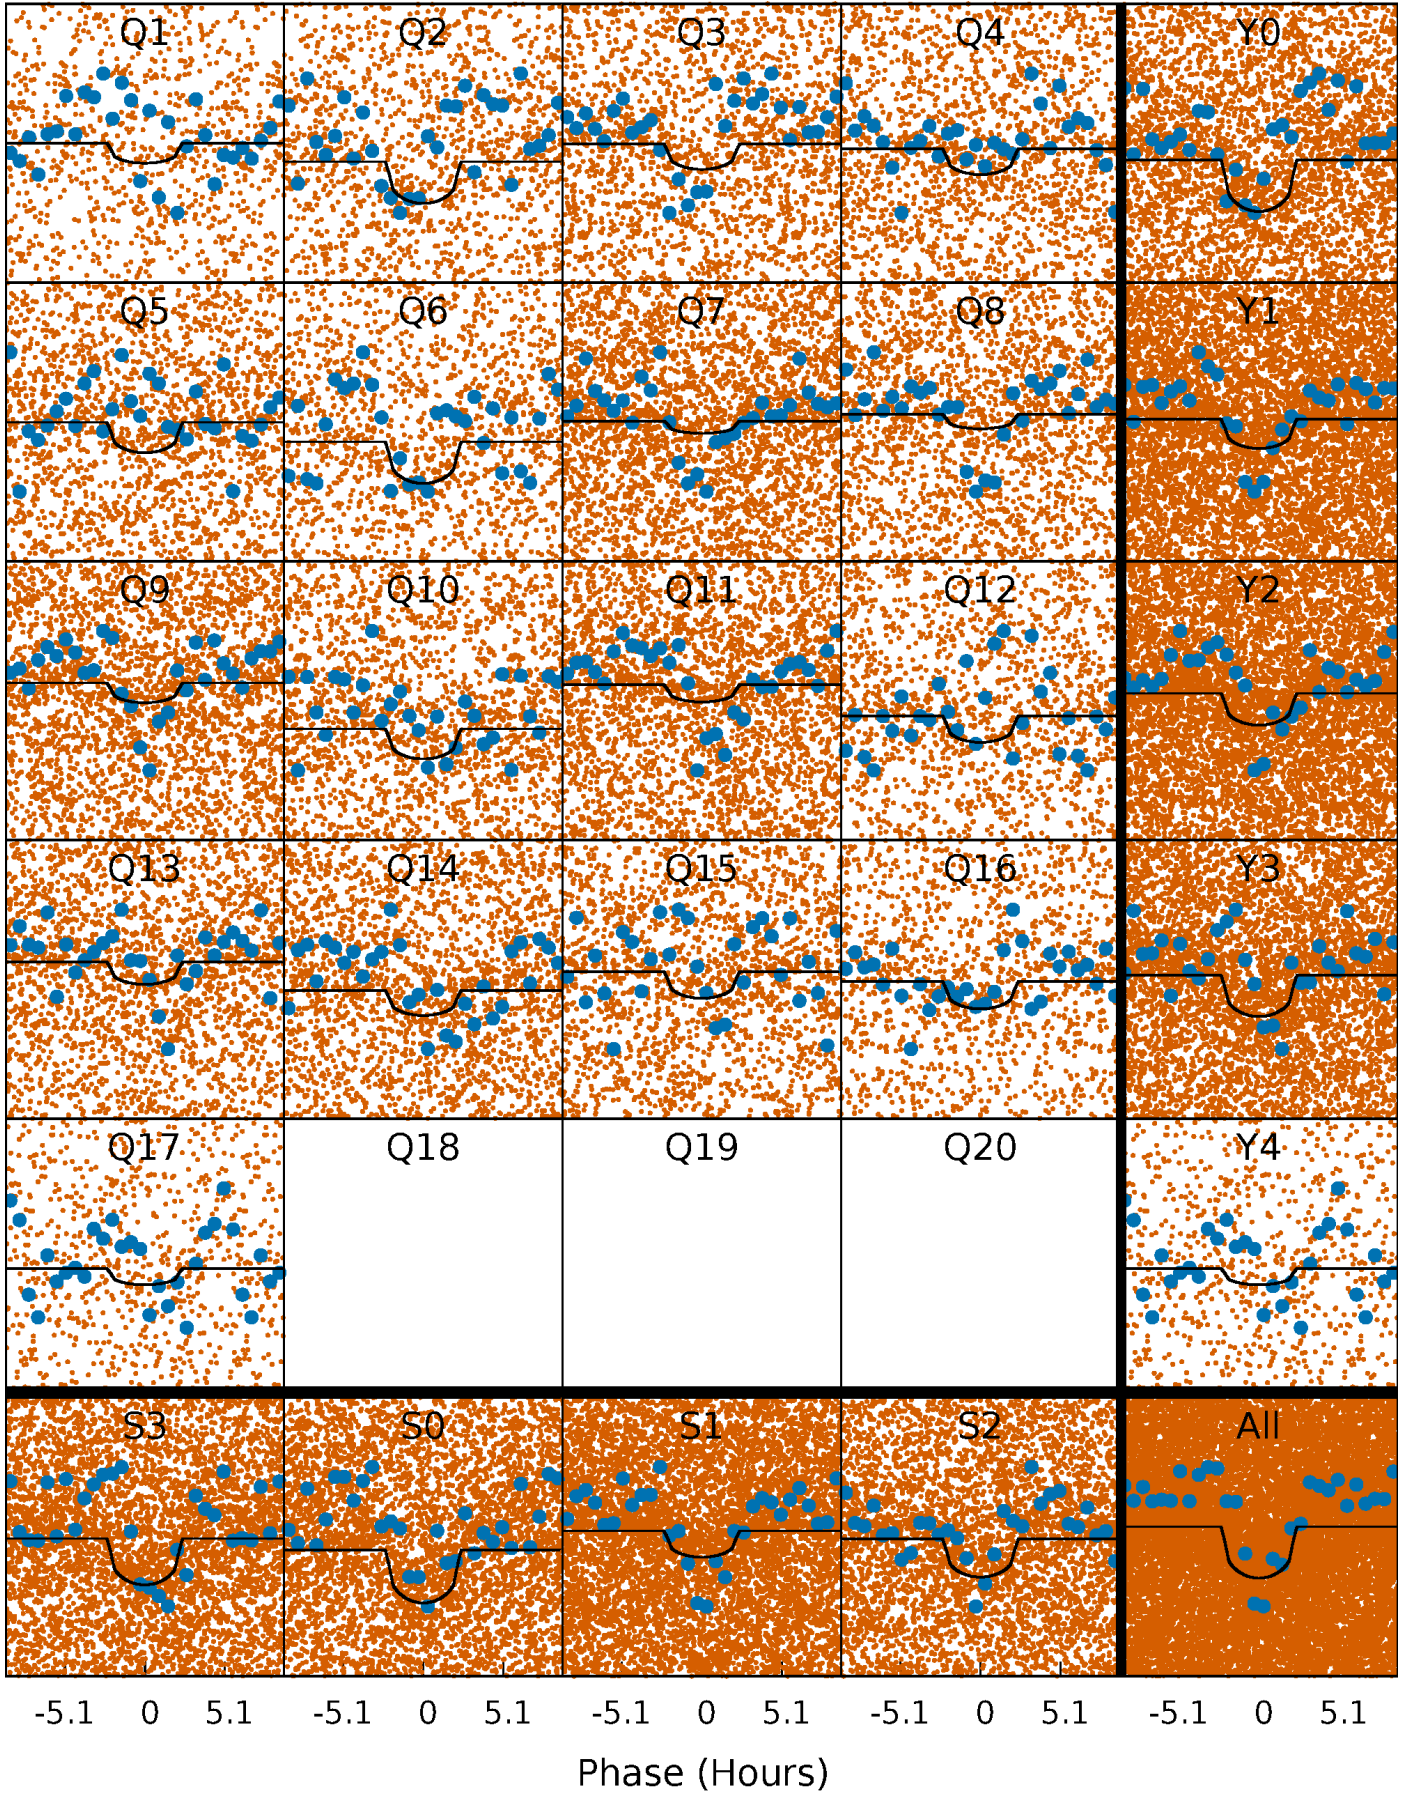 Q1 Q2 Q3 Q4 Y0
Q5 Q6 Q7 Q8 Y1
Q9 Q10 Q11 Q12 Y2
Q13 Q14 Q15 Q16 Y3
Q17 Q18 Q19 Q20 Y4
S3 S0 S1 S2 All
-5.1 0 5.1 -5.1 0 5.1 -5.1 0 5.1 -5.1 0 5.1 -5.1 0 5.1
Phase (Hours)